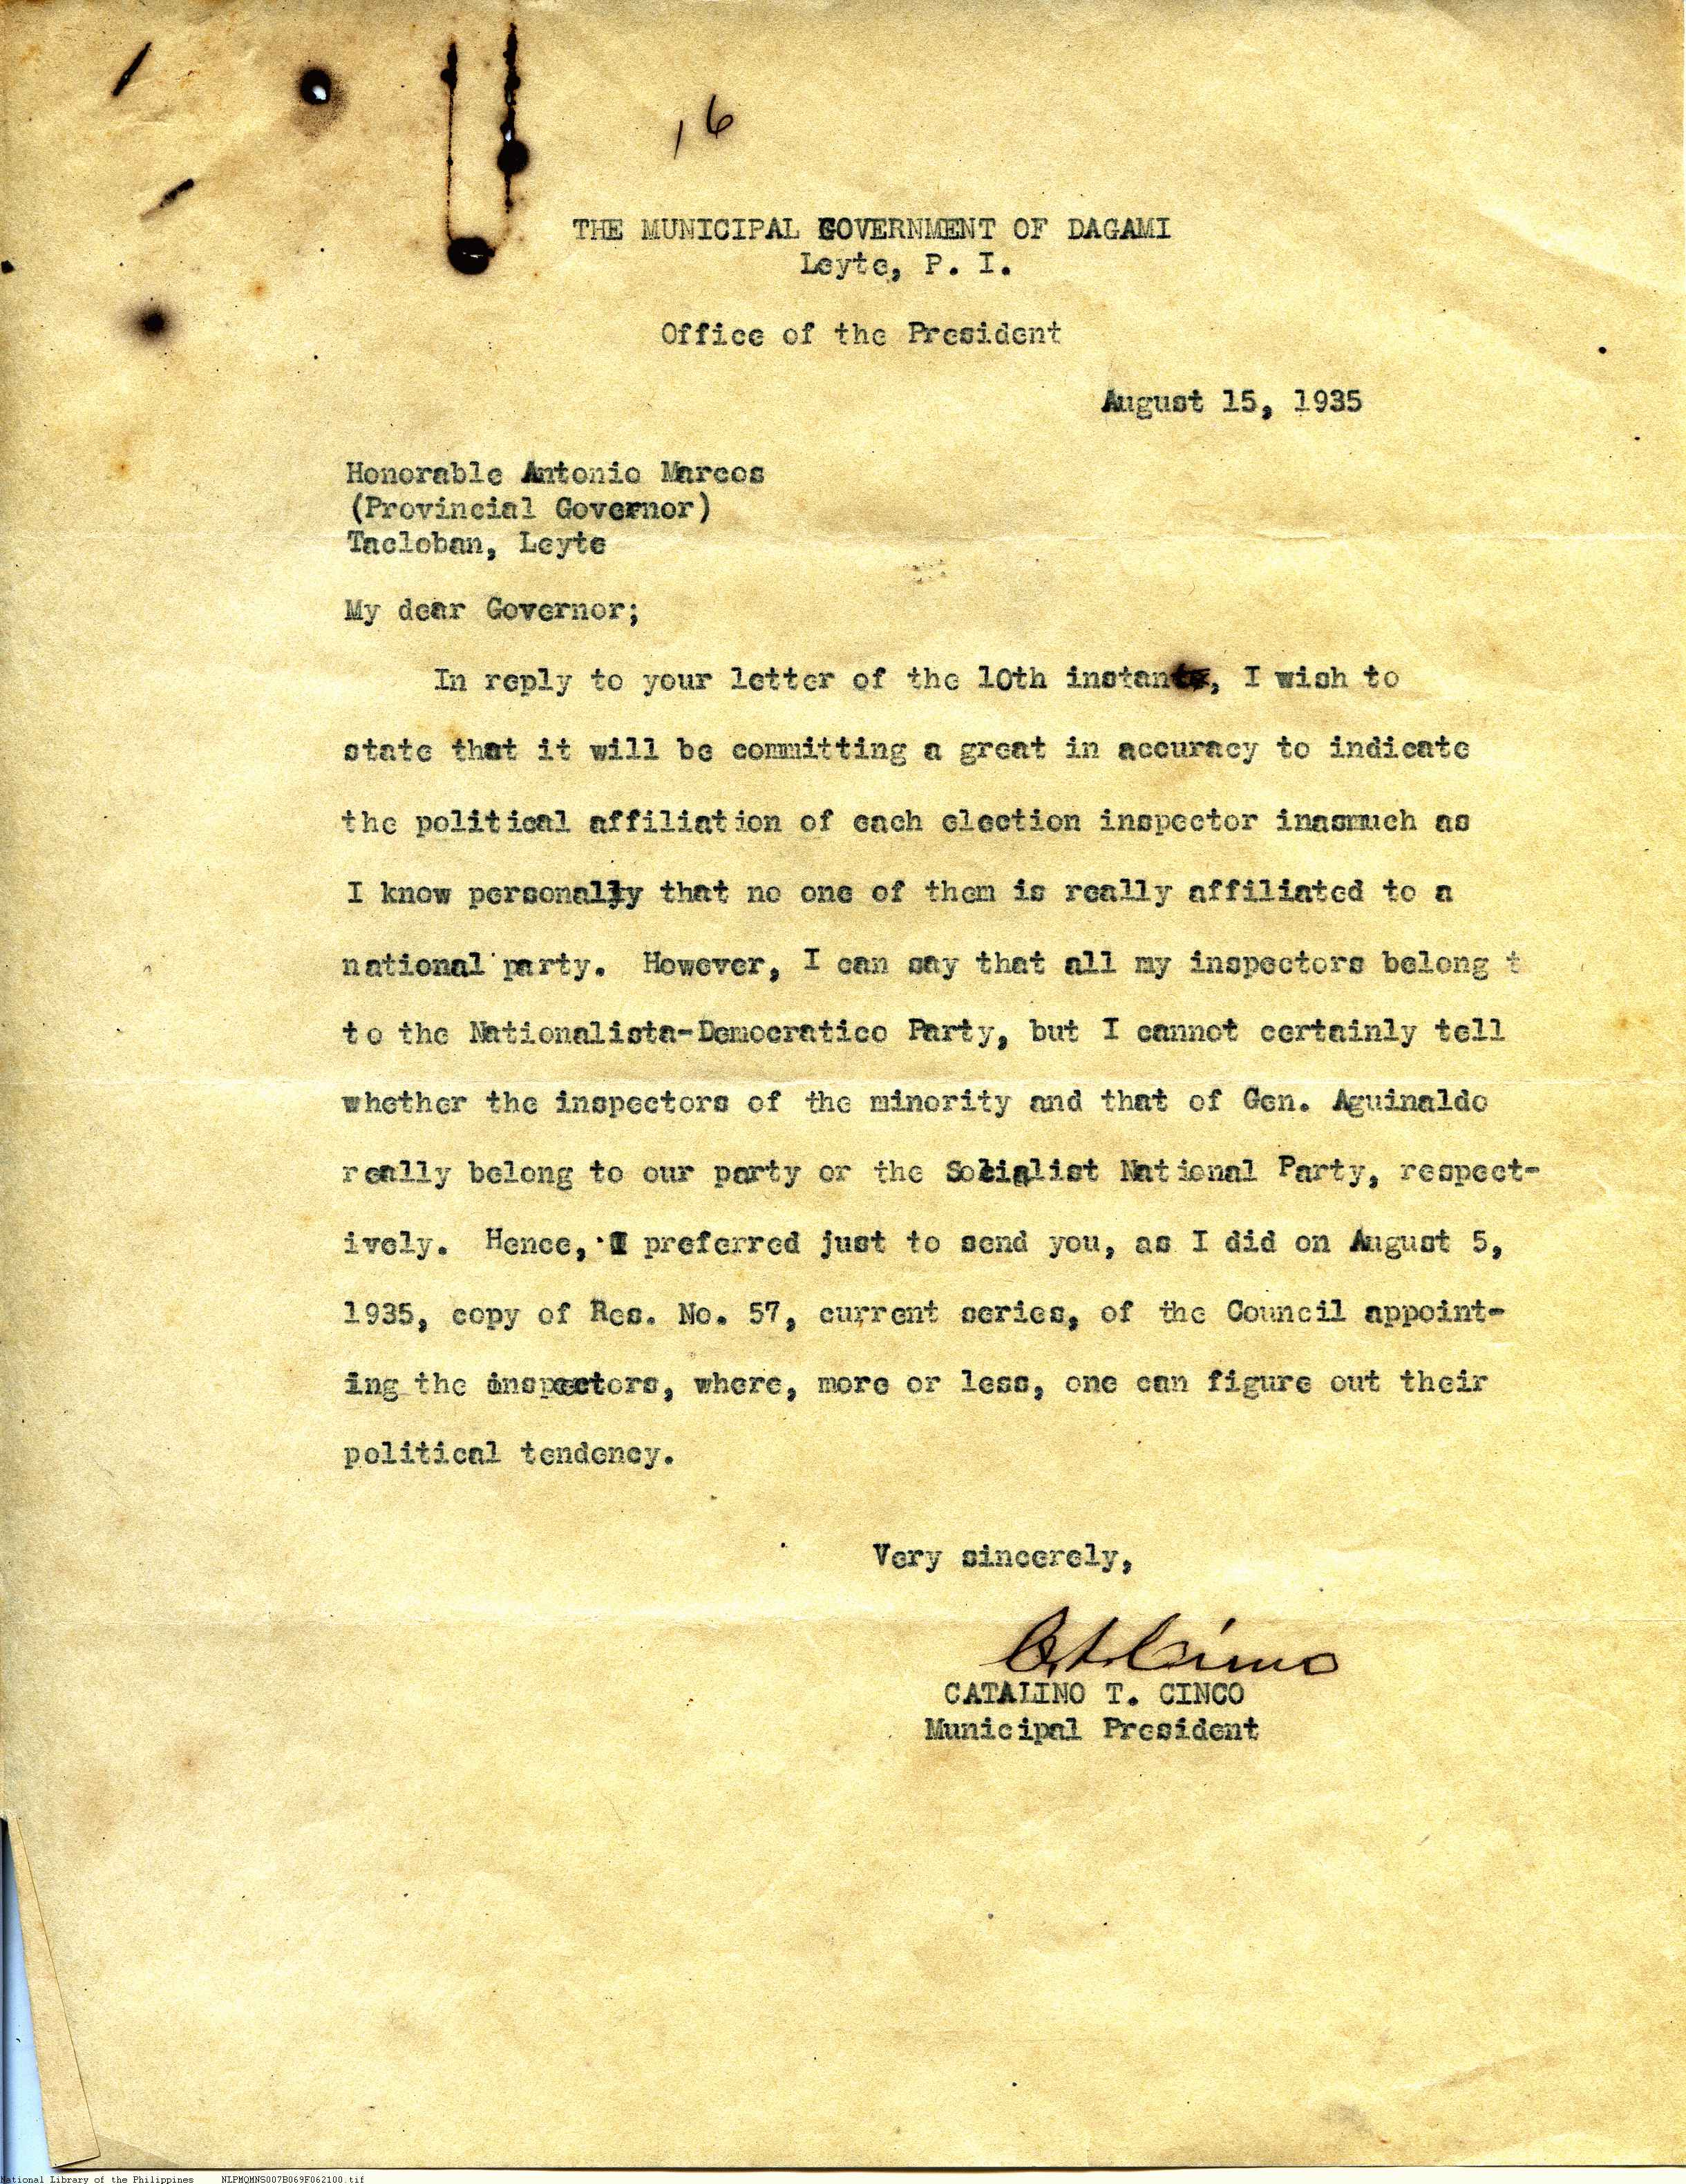 16
THE MUNICIPAL GOVERNMENT OF DAGAMI
Leyte, P. I.
Office of the President
August 15, 1935
Honorable Antonio Marcos
(Provincial Governor)
Tacloban, Leyte
My dear Governor;
In reply to your letter of the 10th instant, I wish to
state that it will be committing a great in accuracy to indicate
the political affiliation of each election inspector inasmuch as
I know personally that no one of them is really affiliated to a
national party. However, I can say that all my inspectors belong t
to the Nationalista-Democratico Party, but I cannot certainly tell
whether the inspectors of the minority and that of Gen. Aguinaldo
really belong to our party or the Socialist National Party, respect-
ively. Hence, I preferred just to send you, as I did on August 5,
1935, copy of Res. No. 57, current series, of the Council appoint-
ing the inspectors, where, more or less, one can figure out their
political tendency.
Very sincerely,
CATALINO T. CINCO
Municipal President
National Library of the Philippines NLPMQMNS007B069F062100.tif